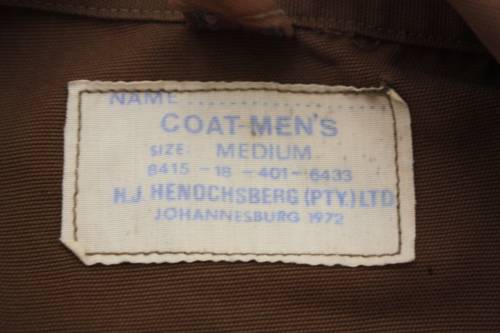 NAME....................
COAT-MEN'S
SIZE: MEDIUM
8415-18-401-6433
H.J. HENOCHSBERG (PTY.) LTD
JOHANNESBURG 1972